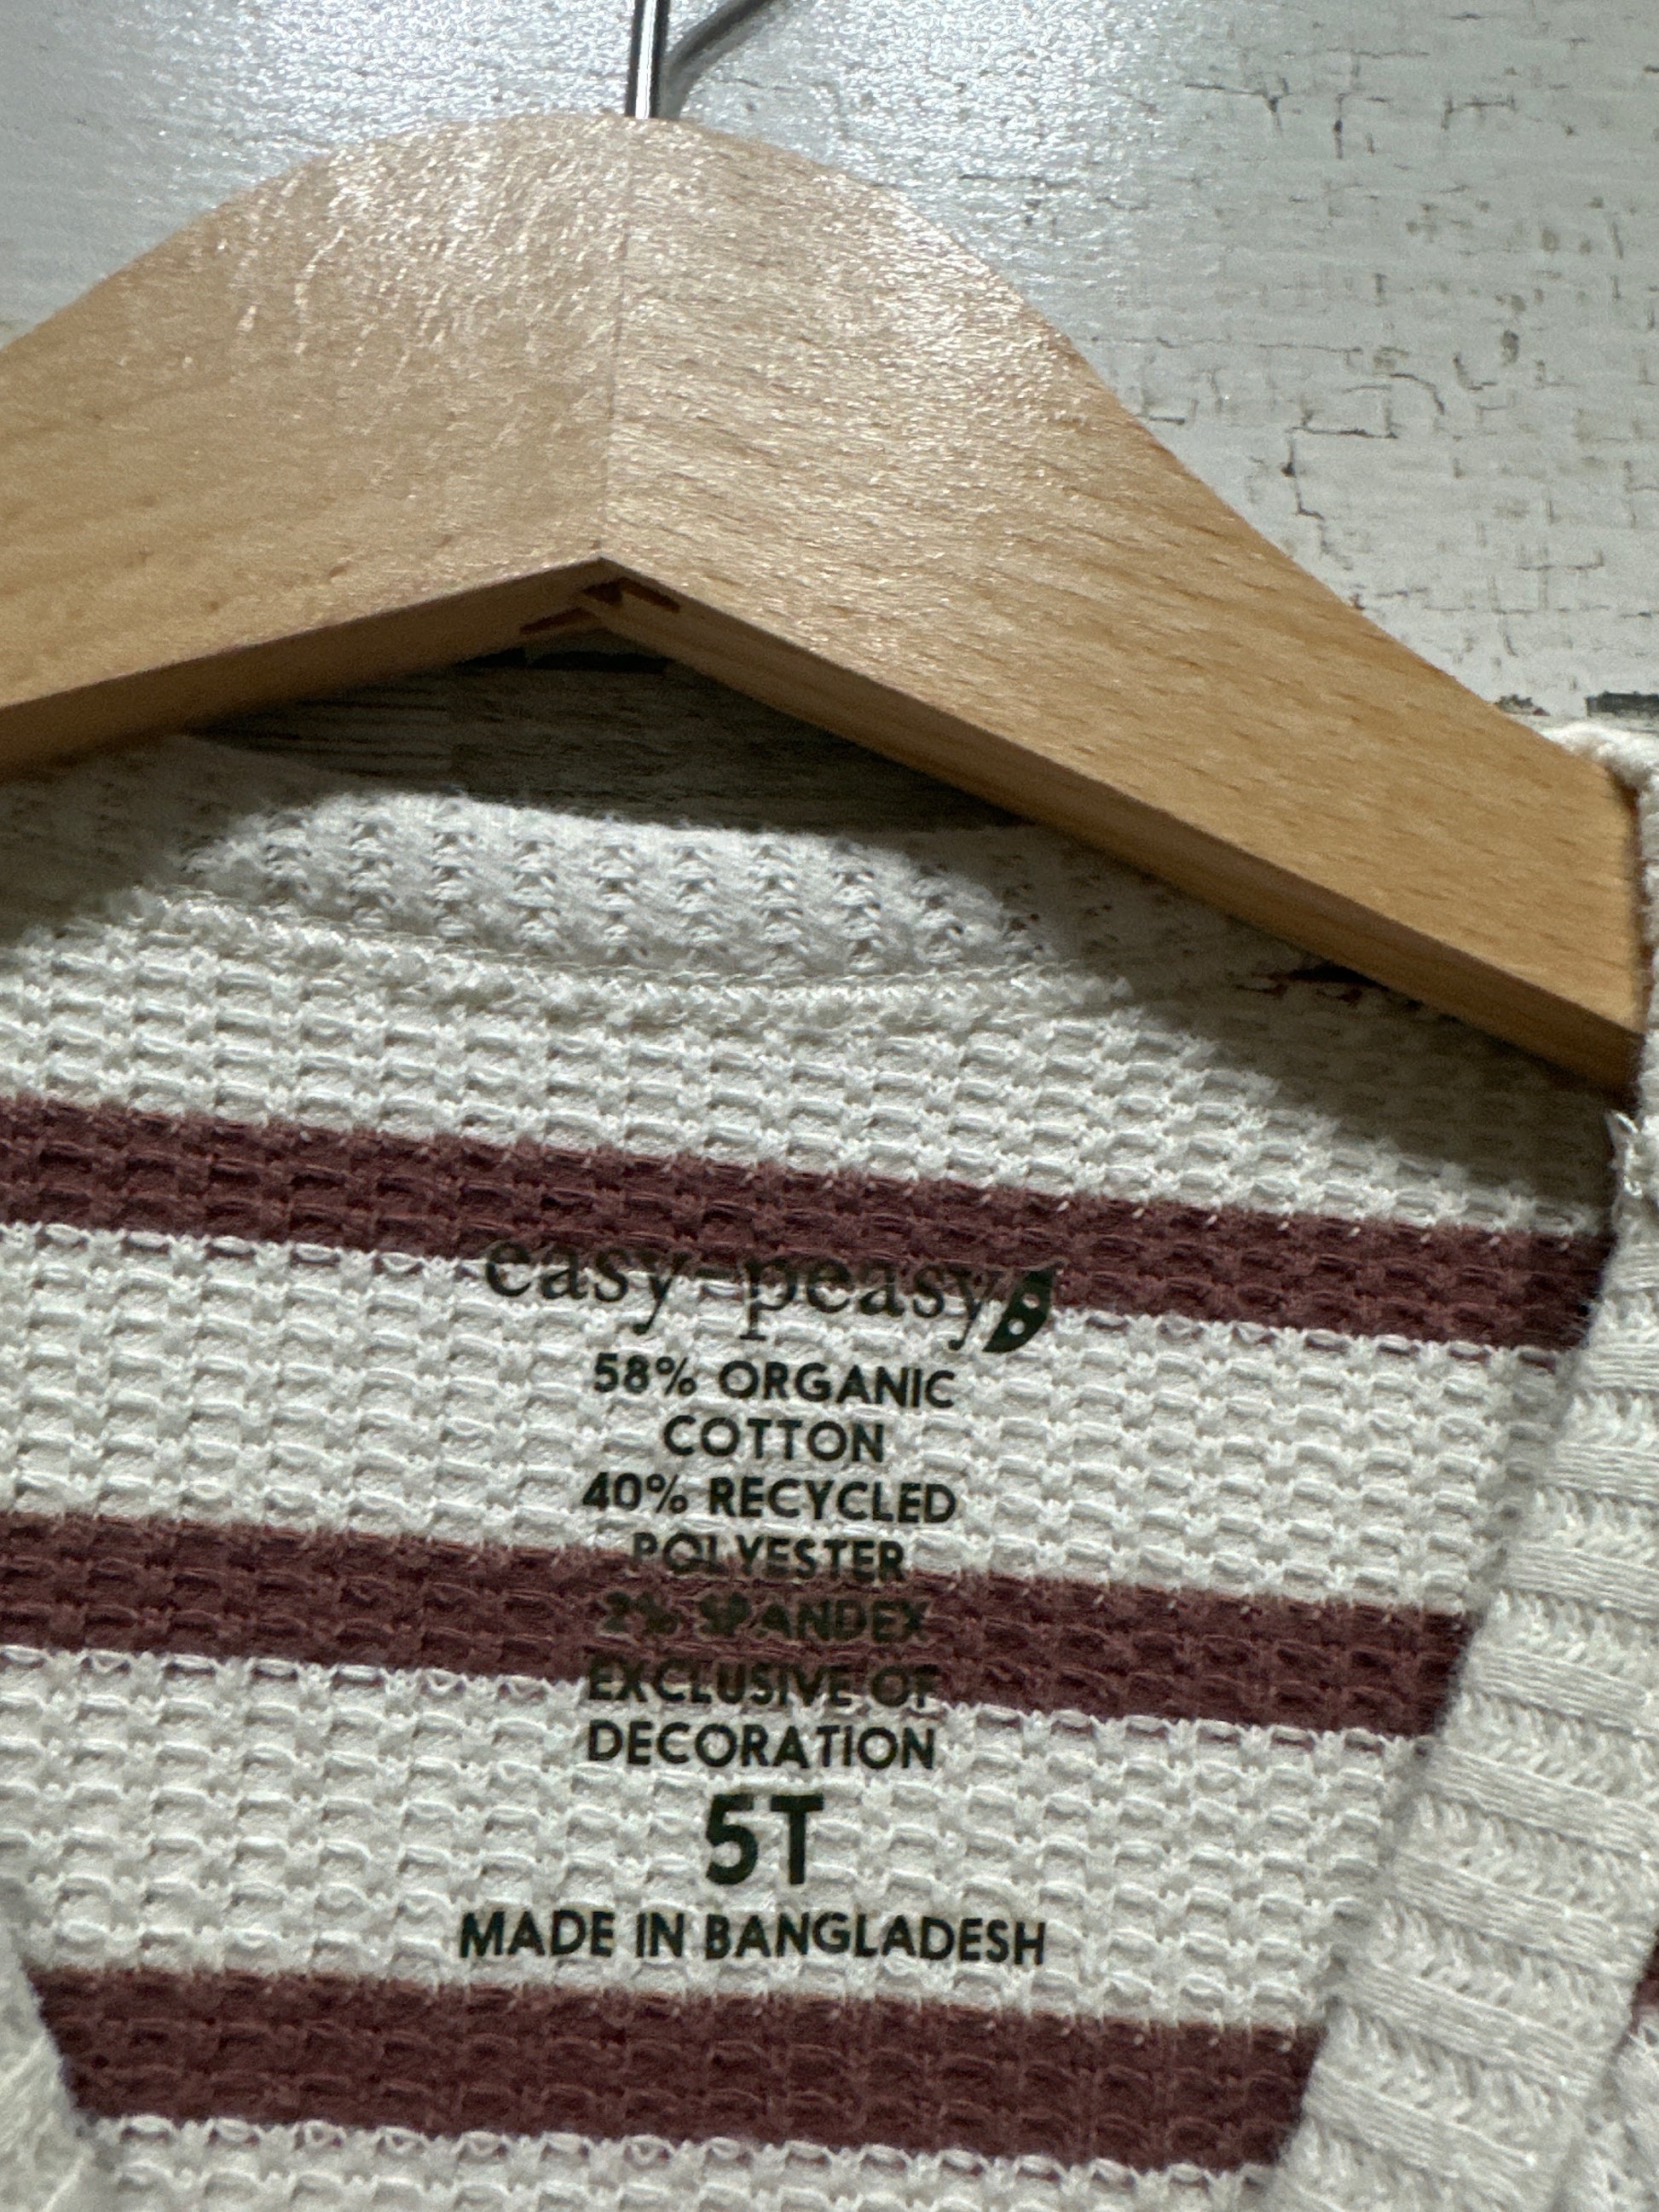 easy-peasy
58% ORGANIC
COTTON
40% RECYCLED
POLYESTER
2% SPANDEX
EXCLUSIVE OF
DECORATION
5T
MADE IN BANGLADESH